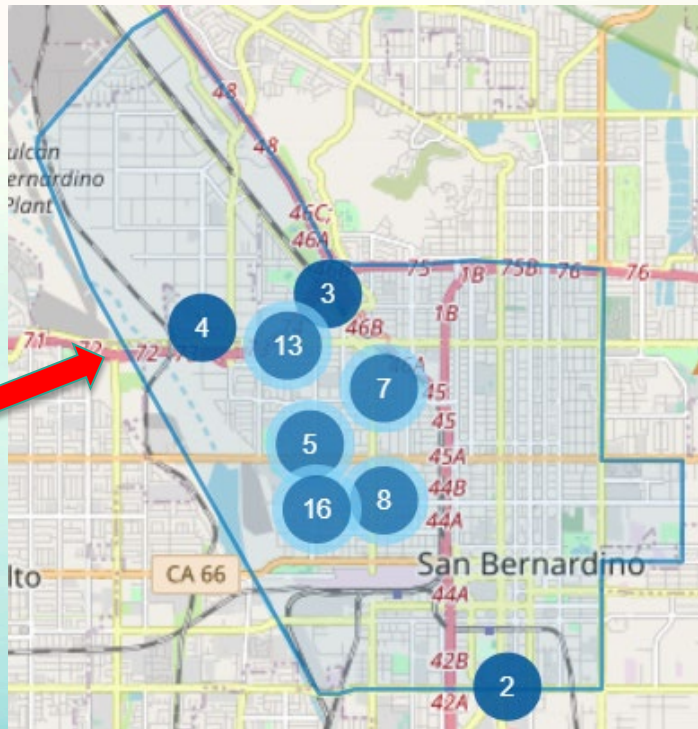 48
48
ulcan
ernardino
Plant
46C;
46A
75
1B
75B
76
76
3
4
46B
1B
13
71
72
72
7
45
45
5
45A
44B
16
8
44A
San Bernardino
lto
CA 66
44A
42B
2
42A